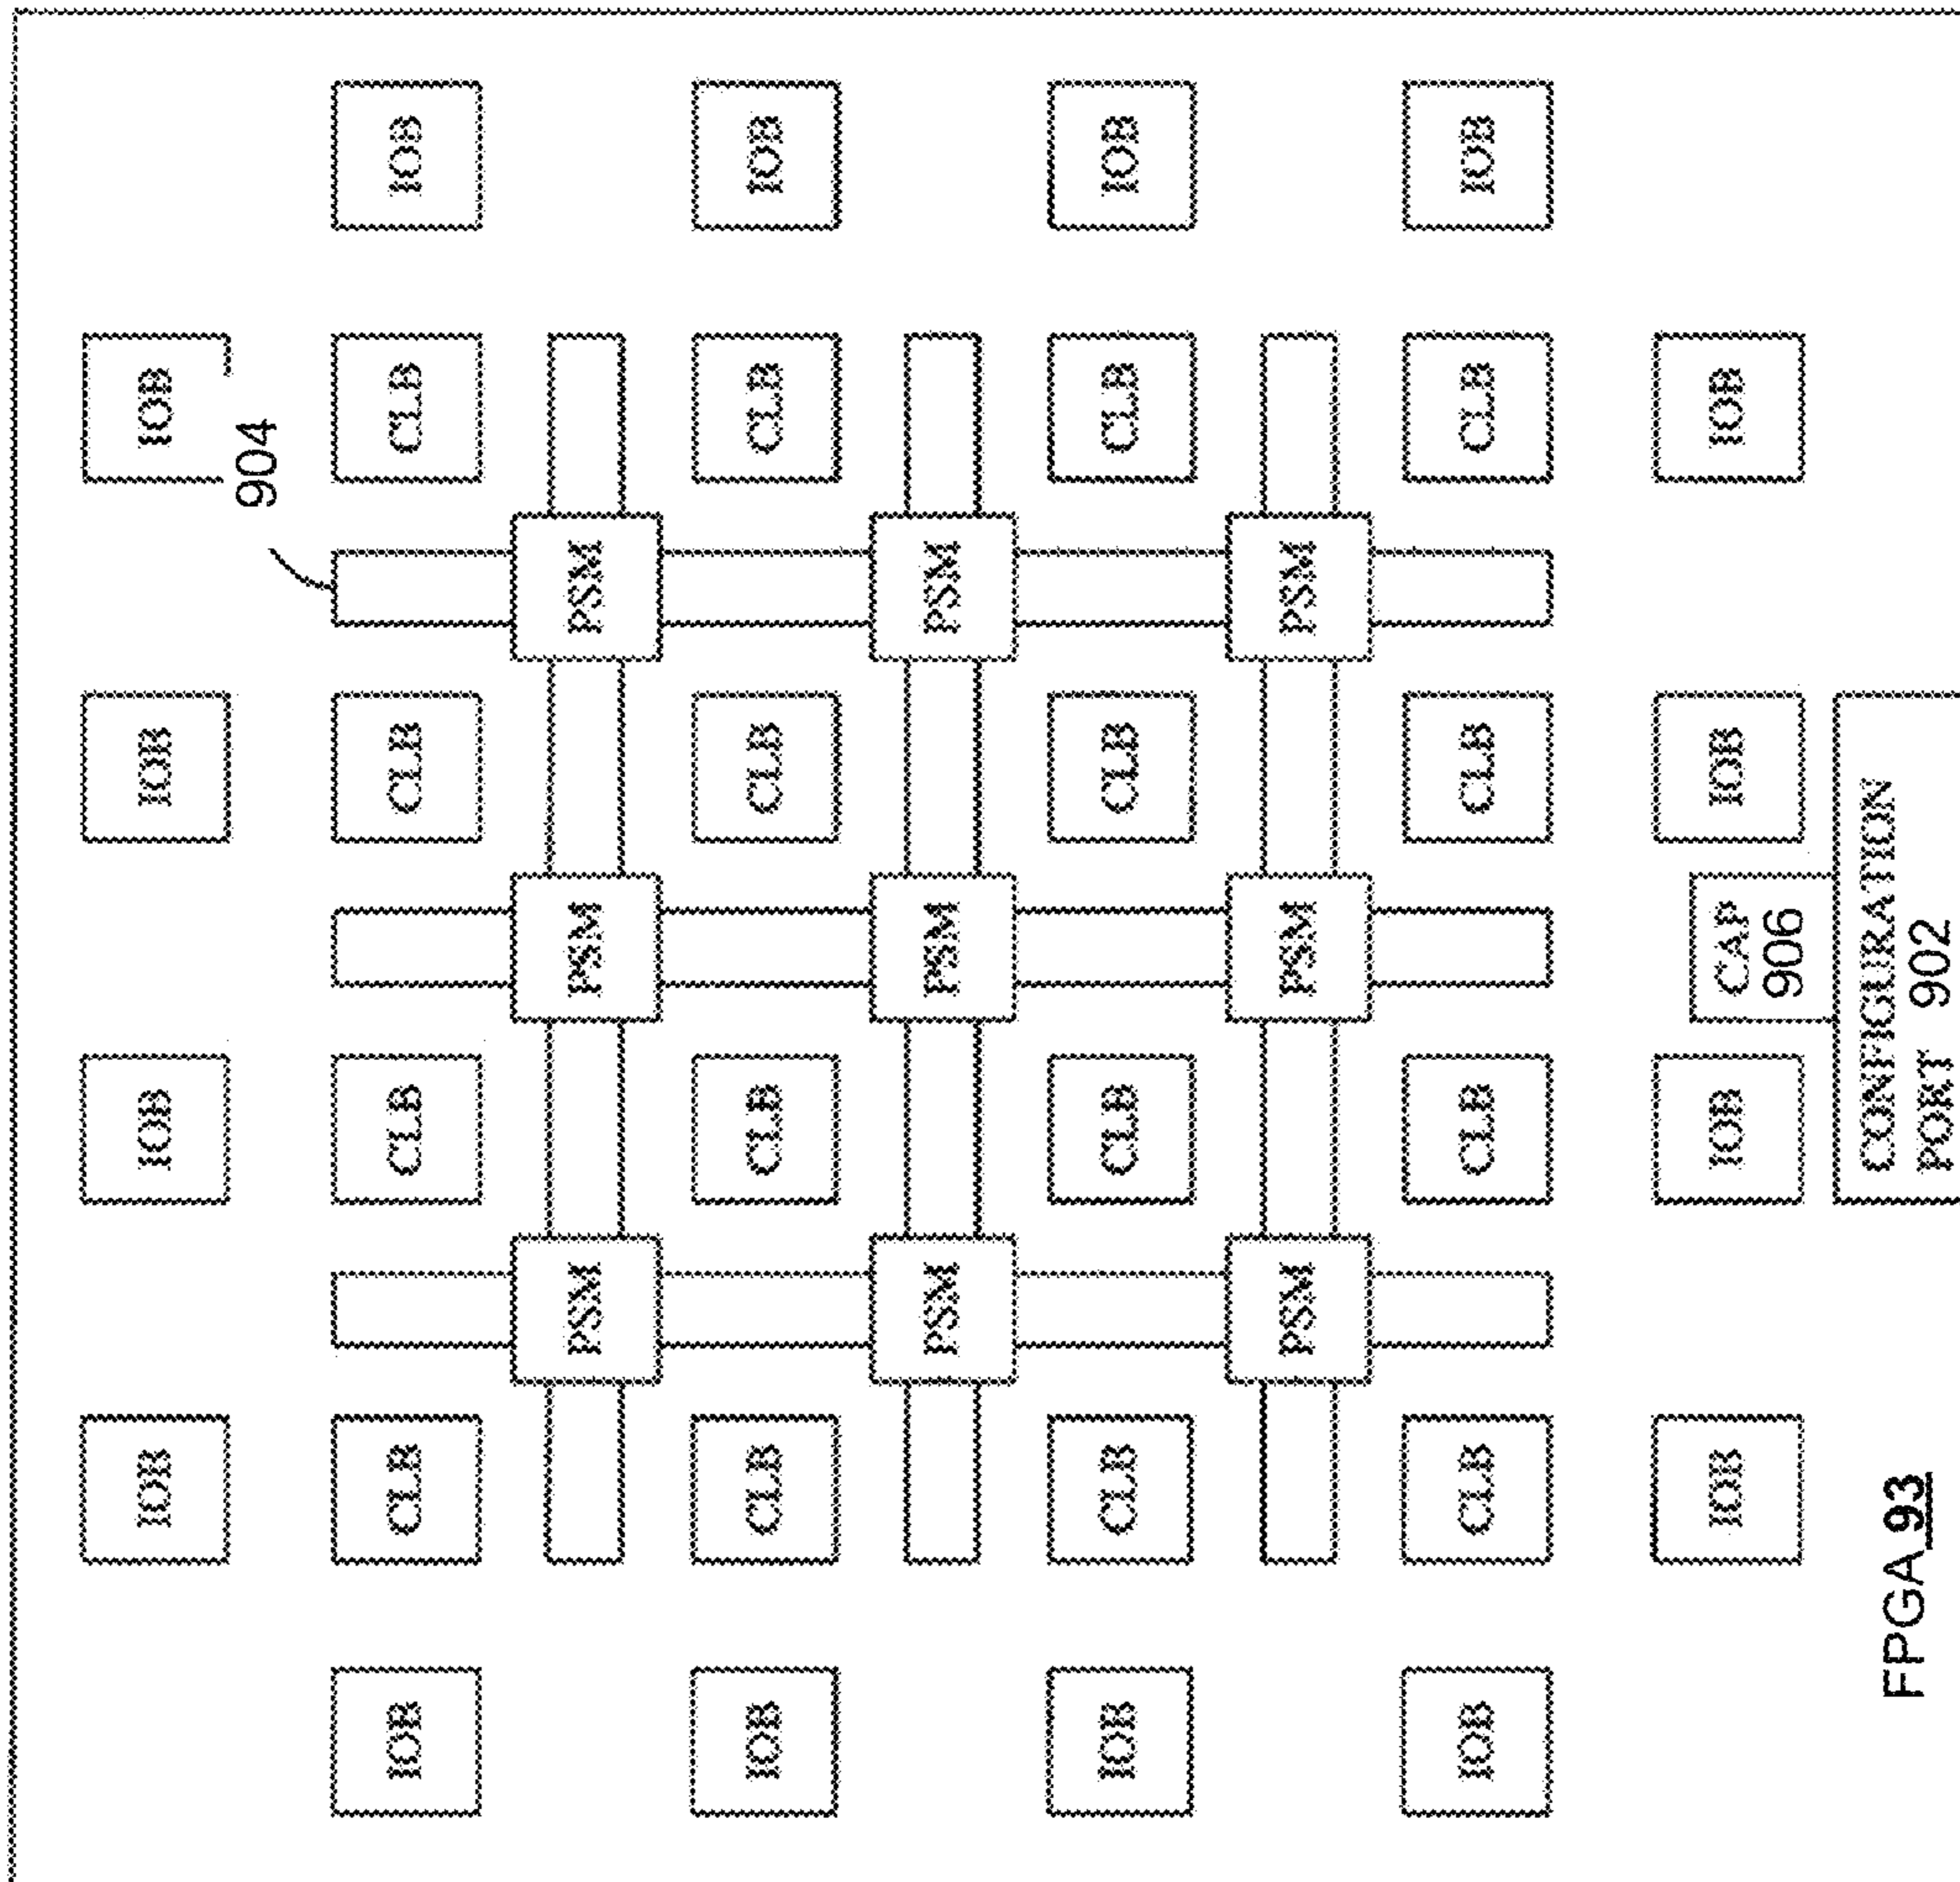 IOB IOB IOB IOB
904
IOB CLB CLB CLB CLB IOB
PSM PSM PSM
IOB CLB CLB CLB CLB IOB
PSM PSM PSM
IOB CLB CLB CLB CLB IOB
PSM PSM PSM
IOB CLB CLB CLB CLB IOB
IOB IOB CAP IOB IOB
906
FPGA 93
CONFIGURATION
PORT 902